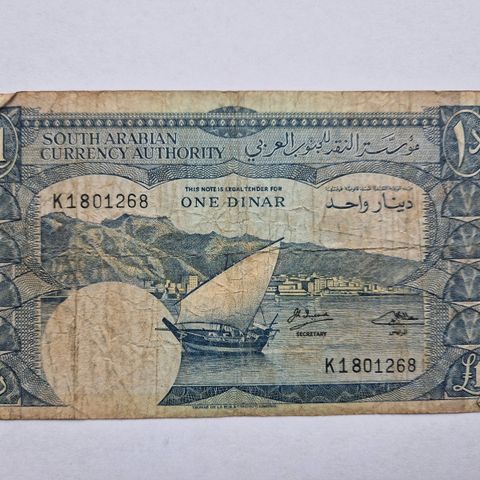 1
SOUTH ARABIAN
CURRENCY AUTHORITY
مؤسسة النقد للجنوب العربي
THIS NOTE IS LEGAL TENDER FOR
K1801268
ONE DINAR
دينار واحد
SECRETARY
K1801268